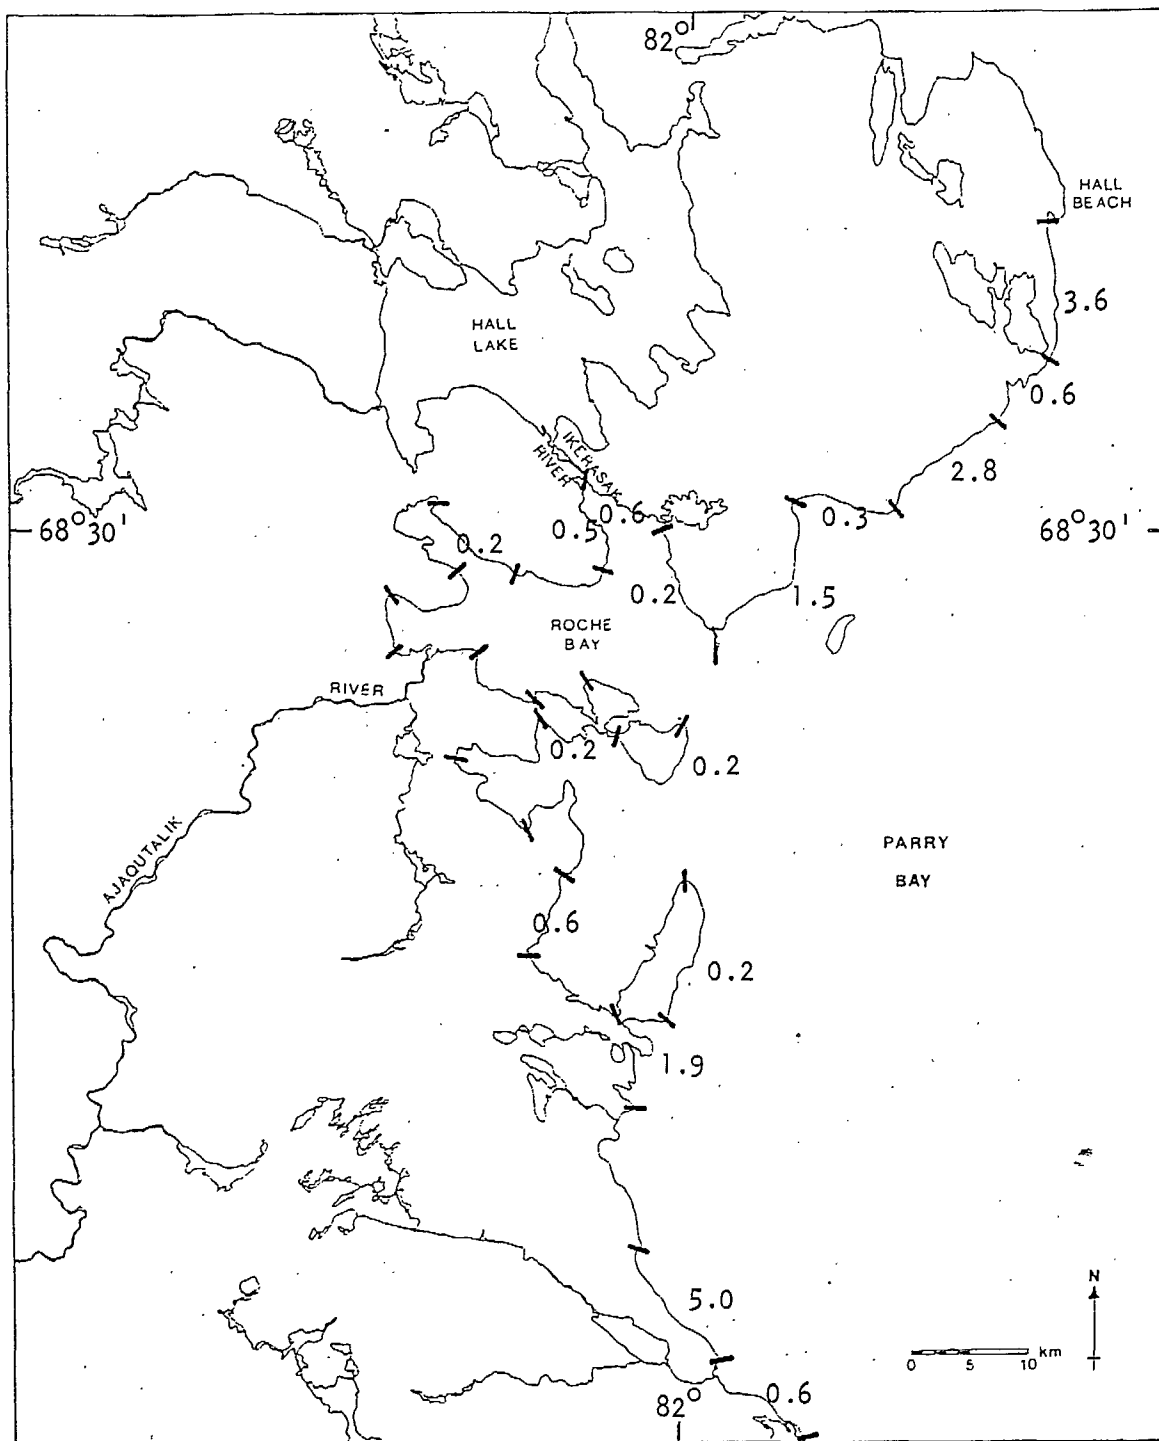 82°
HALL
BEACH
3.6
HALL
LAKE
0.6
IKERASAK
RIVER
2.8
0.6
0.3
0.5
68°30'
68°30'
0.2
0.2
1.5
ROCHE
BAY
RIVER
0.2
0.2
AJAQUTALIK
PARRY
BAY
0.6
0.2
1.9
5.0
N
0 5 10 km
82°
0.6